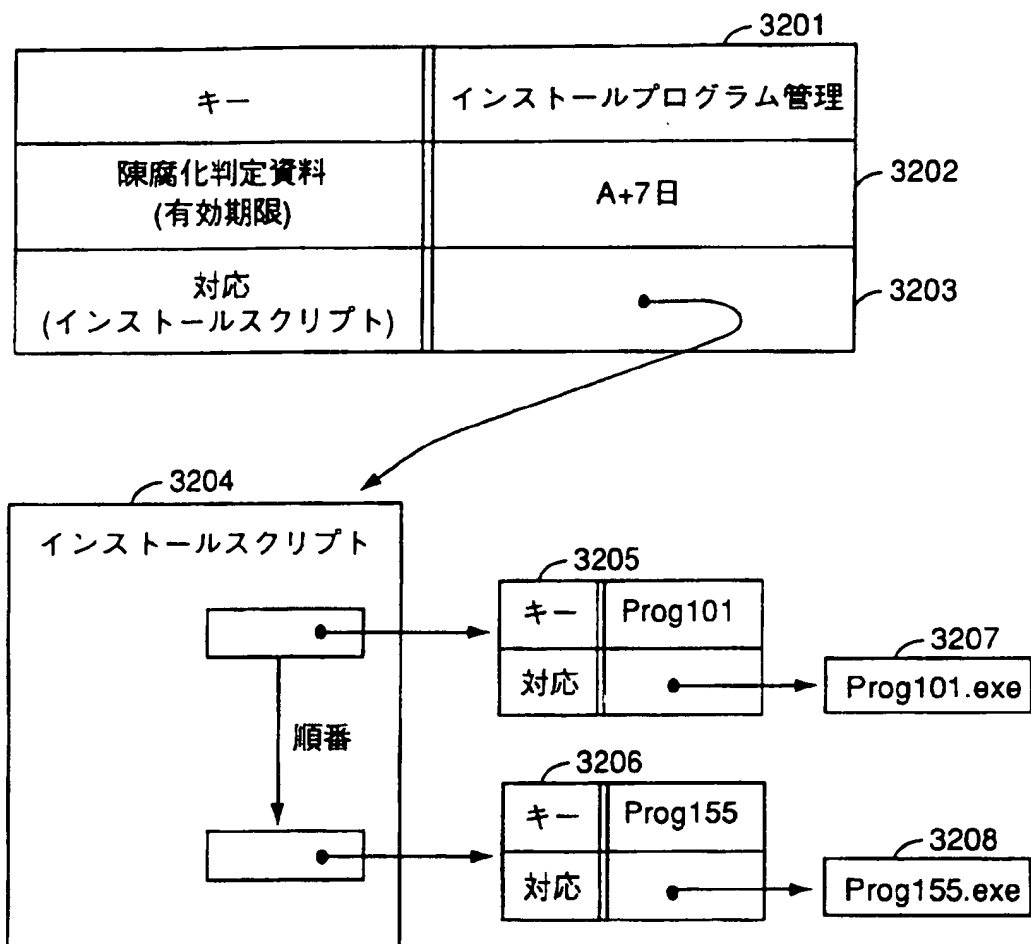 3201
キー
インストールプログラム管理
陳腐化判定資料
(有効期限)
A+7日
3202
対応
(インストールスクリプト)
3203
3204
インストールスクリプト
3205
キー
Prog101
対応
3207
Prog101.exe
順番
3206
キー
Prog155
対応
3208
Prog155.exe